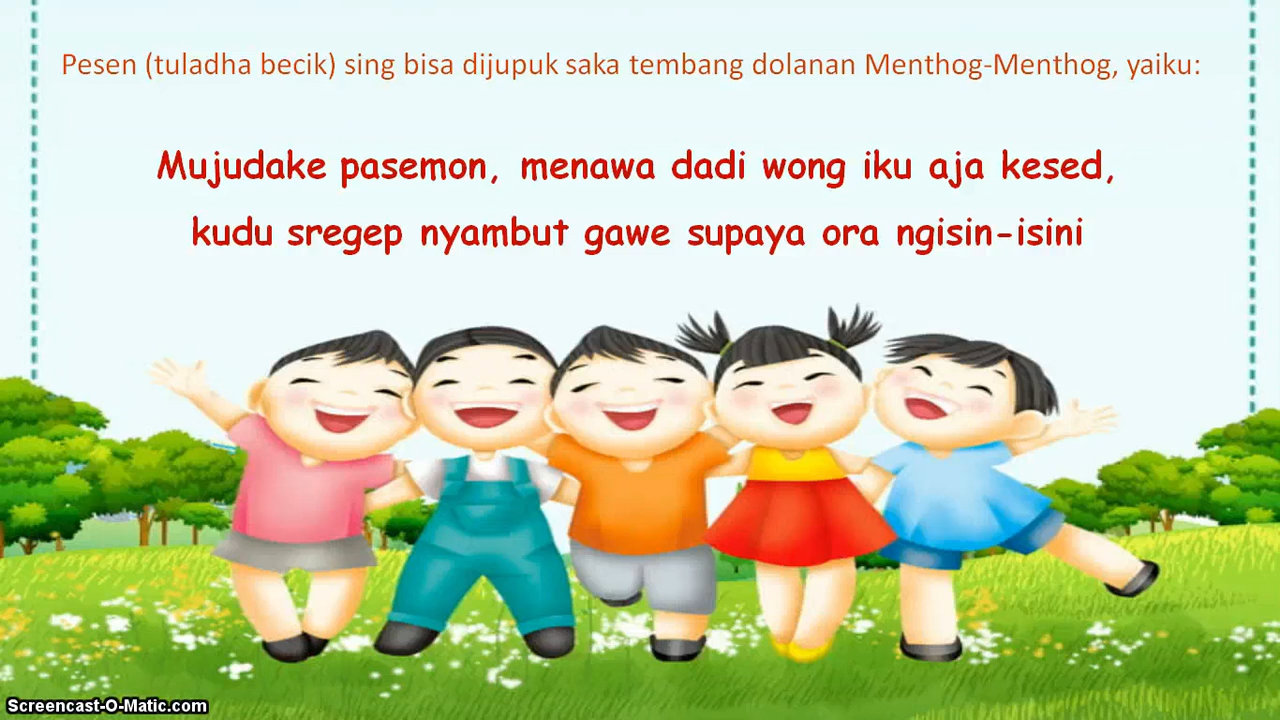 Pesen (tuladha becik) sing bisa dijupuk saka tembang dolanan Menthog-Menthog, yaiku:
Mujudake pasemon, menawa dadi wong iku aja kesed,
kudu sregep nyambut gawe supaya ora ngisin-isini
Screencast-O-Matic.com